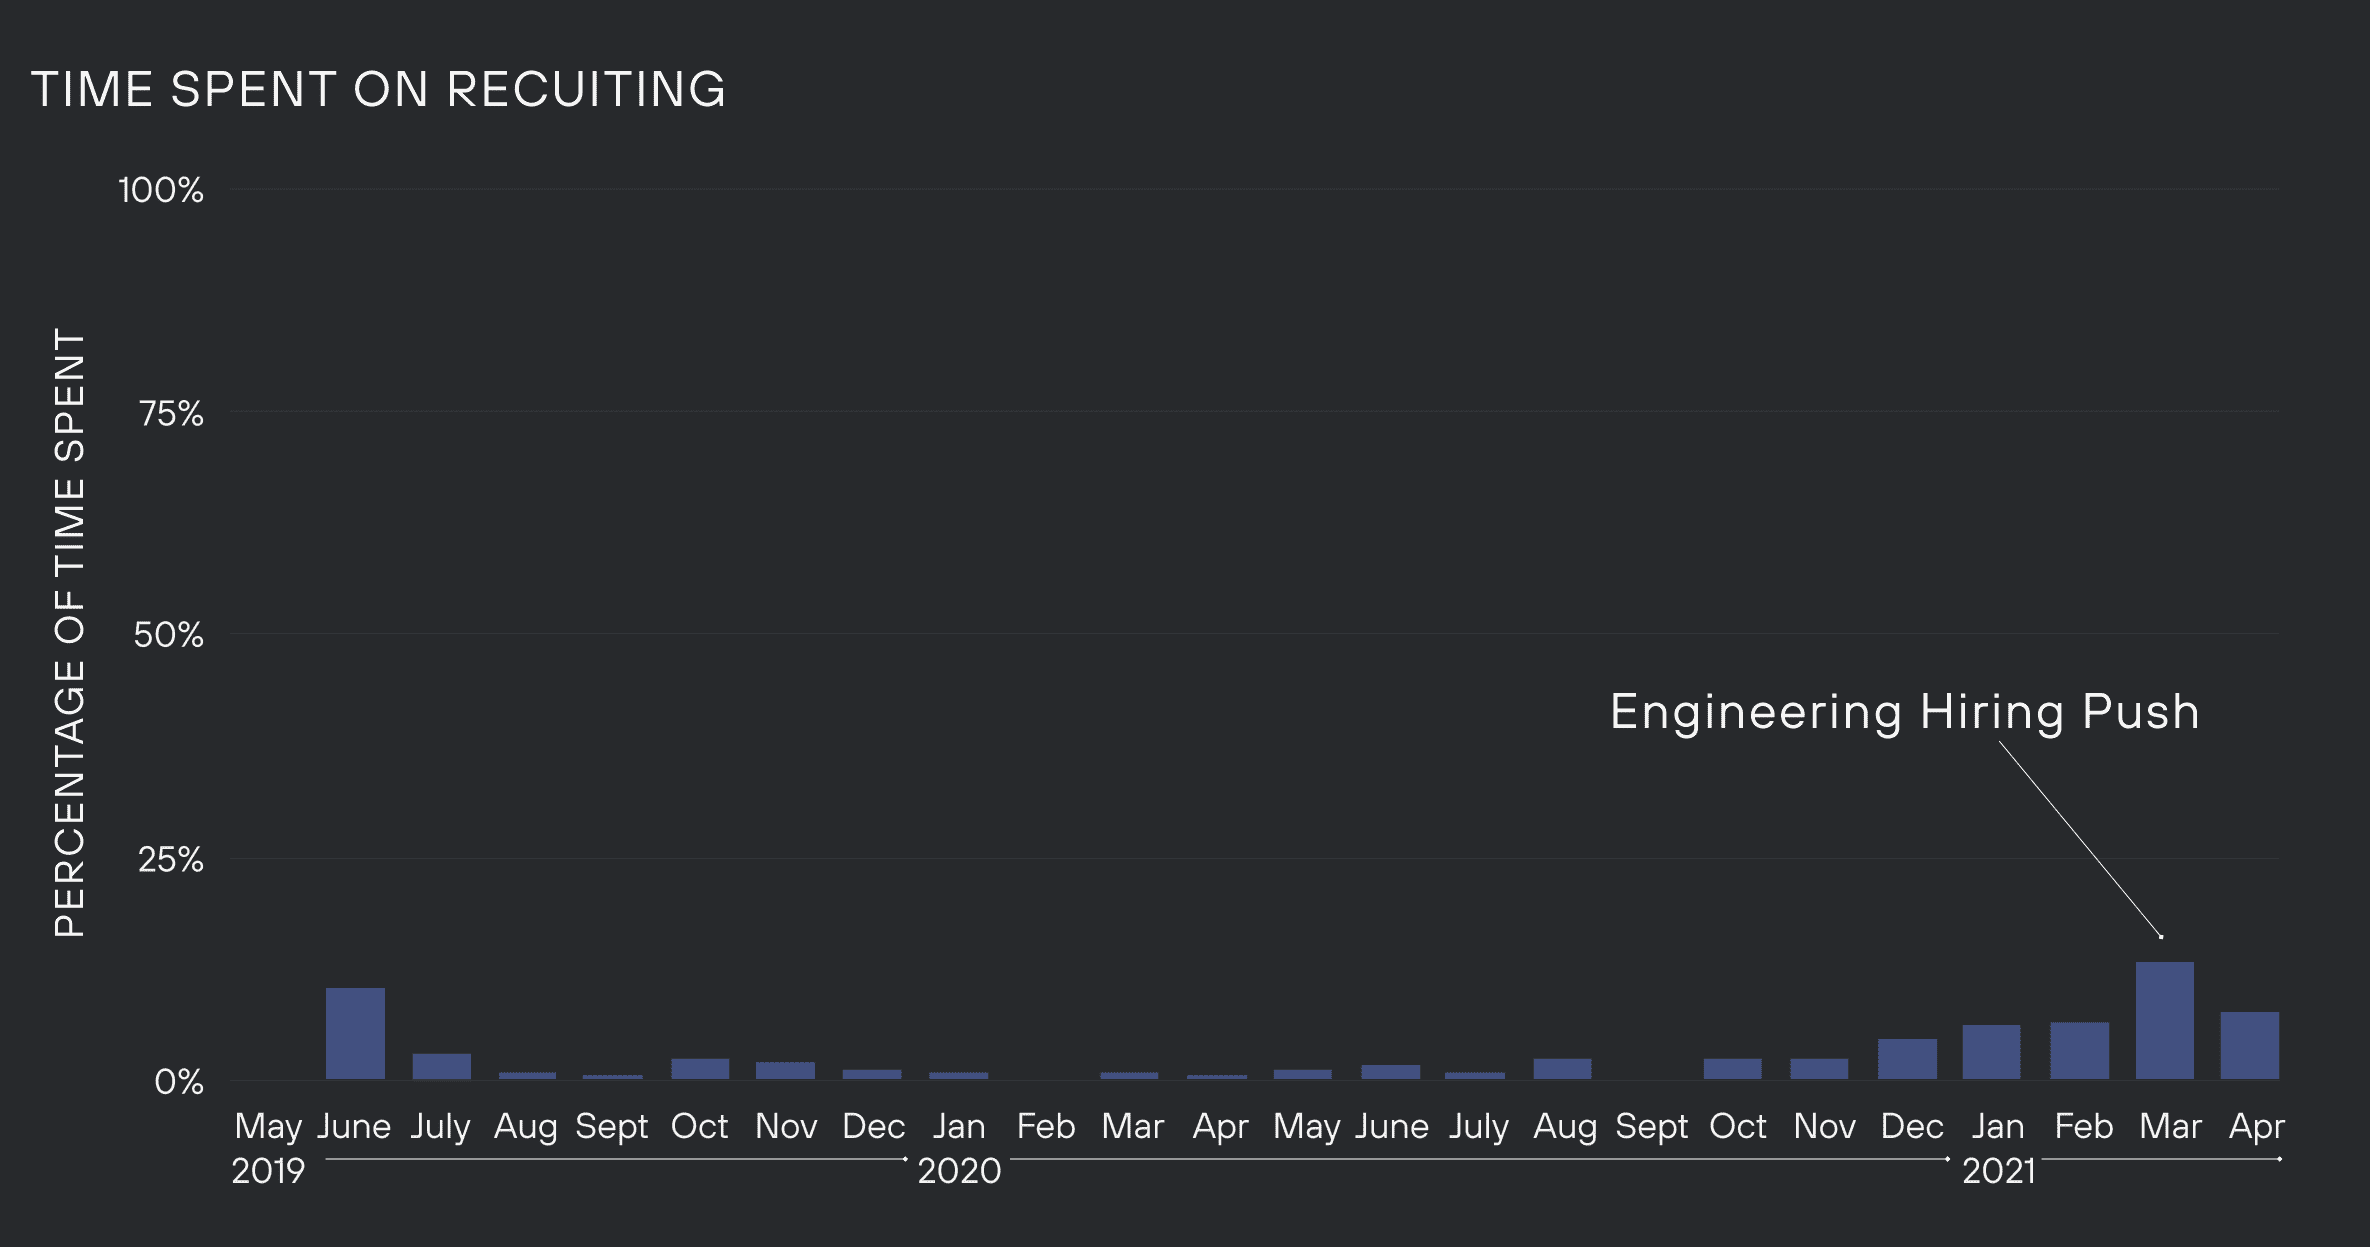 TIME SPENT ON RECUITING
PERCENTAGE OF TIME SPENT
100%
75%
50%
25%
0%
Engineering Hiring Push
May June July Aug Sept Oct Nov Dec Jan Feb Mar Apr May June July Aug Sept Oct Nov Dec Jan Feb Mar Apr
2019 2020 2021